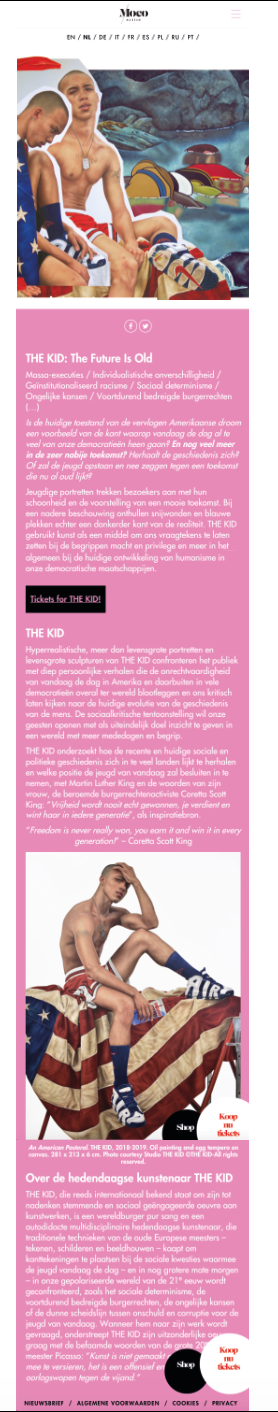 Moco
MUSEUM
EN / NL / DE / IT / FR / ES / PL / RU / PT /
THE KID: The Future Is Old
Massa-executies / Individualistische onverschilligheid /
Geïnstitutionaliseerd racisme / Sociaal determinisme /
Ongelijke kansen / Voortdurend bedreigde burgerrechten
(...)
Is de huidige toestand van de vervlogen Amerikaanse droom
een voorbeeld van de kant waarop vandaag de dag al te
veel van onze democratieën heen gaan? En nog veel meer
in de zeer nabije toekomst? Herhaalt de geschiedenis zich?
Of zal de jeugd opstaan en nee zeggen tegen een toekomst
die nu al oud lijkt?
Jeugdige portretten trekken bezoekers aan met hun
schoonheid en de voorstelling van een mooie toekomst. Bij
een nadere beschouwing onthullen snijwonden en blauwe
plekken echter een donkerder kant van de realiteit. THE KID
gebruikt kunst als een middel om ons vraagtekens te laten
zetten bij de begrippen macht en privilege en meer in het
algemeen bij de huidige ontwikkeling van humanisme in
onze democratische maatschappijen.
Tickets for THE KID!
THE KID
Hyperrealistische, meer dan levensgrote portretten en
levensgrote sculpturen van THE KID confronteren het publiek
met diep persoonlijke verhalen die de onrechtvaardigheid
van vandaag de dag in Amerika en daarbuiten in vele
democratieën overal ter wereld blootleggen en ons kritisch
laten kijken naar de huidige evolutie van de geschiedenis
van de mens. De sociaalkritische tentoonstelling wil onze
geesten openen met als uiteindelijk doel inzicht te geven in
een wereld met meer mededogen en begrip.
THE KID onderzoekt hoe de recente en huidige sociale en
politieke geschiedenis zich in te veel landen lijkt te herhalen
en welke positie de jeugd van vandaag zal besluiten in te
nemen, met Martin Luther King en de woorden van zijn
vrouw, de beroemde burgerrechtenactiviste Coretta Scott
King: "Vrijheid wordt nooit echt gewonnen, je verdient en
wint haar in iedere generatie", als inspiratiebron.
"Freedom is never really won, you earn it and win it in every
generation!" – Coretta Scott King
AIR
Shop
Koop
nu
tickets
An American Pastoral. THE KID, 2018-2019. Oil painting and egg tempera on
canvas. 281 x 213 x 6 cm. Photo courtesy Studio THE KID ©THE KID-All rights
reserved.
Over de hedendaagse kunstenaar THE KID
THE KID, die reeds internationaal bekend staat om zijn tot
nadenken stemmende en sociaal geëngageerde oeuvre aan
kunstwerken, is een wereldburger pur sang en een
autodidacte multidisciplinaire hedendaagse kunstenaar, die
traditionele technieken van de oude Europese meesters –
tekenen, schilderen en beeldhouwen – kaapt om
kanttekeningen te plaatsen bij de sociale kwesties waarmee
de jeugd vandaag de dag – en in nog grotere mate morgen
– in onze gepolariseerde wereld van de 21e eeuw wordt
geconfronteerd, zoals het sociale determinisme, de
voortdurend bedreigde burgerrechten, de ongelijke kansen
of de dunne scheidslijn tussen onschuld en corruptie voor de
jeugd van vandaag. Wanneer hem naar zijn werk wordt
gevraagd, onderstreept THE KID zijn uitzonderlijke
graag met de befaamde woorden van de grote 20
meester Picasso: "Kunst is niet gemaakt
mee te versieren, het is een offensief en
oorlogswapen tegen de vijand."
Shop
Koop
nu
tickets
NIEUWSBRIEF / ALGEMENE VOORWAARDEN / COOKIES / PRIVACY